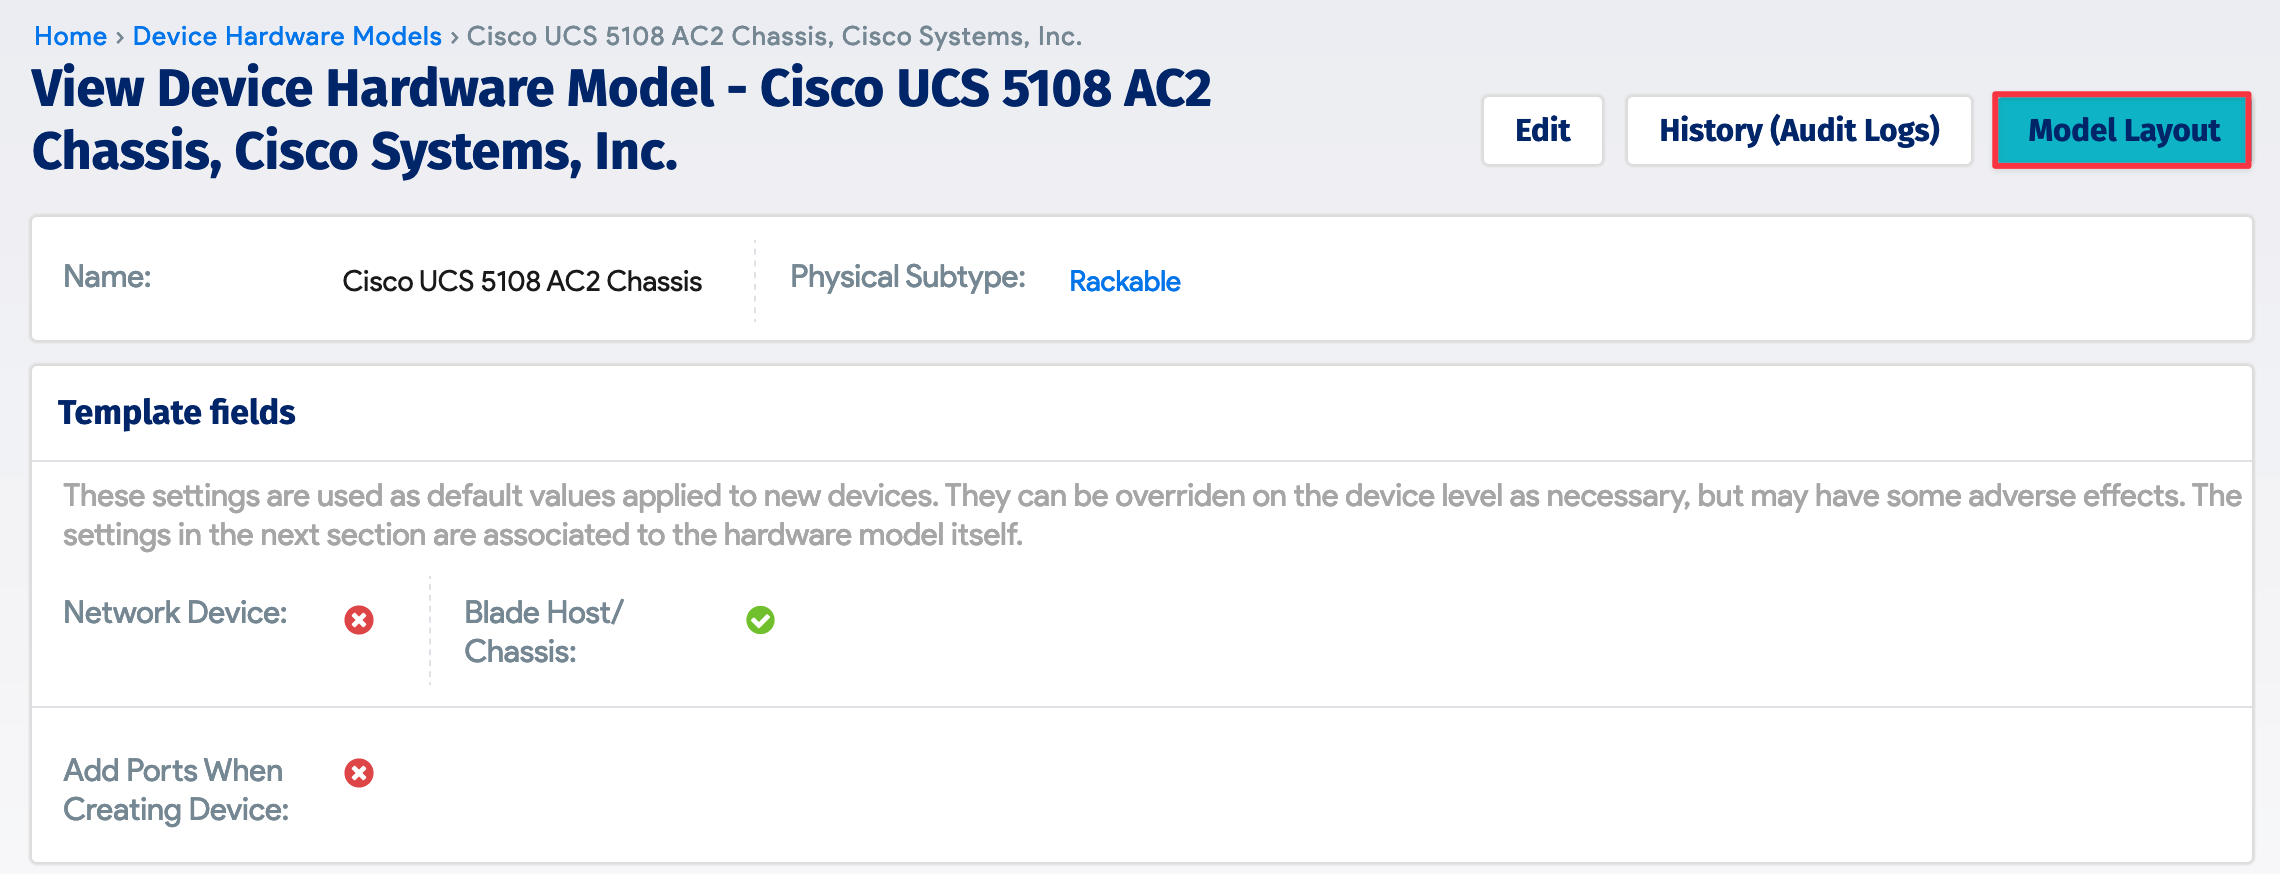 Home › Device Hardware Models › Cisco UCS 5108 AC2 Chassis, Cisco Systems, Inc.
View Device Hardware Model - Cisco UCS 5108 AC2
Chassis, Cisco Systems, Inc.
Edit
History (Audit Logs)
Model Layout
Name:
Cisco UCS 5108 AC2 Chassis
Physical Subtype:
Rackable
Template fields
These settings are used as default values applied to new devices. They can be overriden on the device level as necessary, but may have some adverse effects. The
settings in the next section are associated to the hardware model itself.
Network Device:
Blade Host/
Chassis:
Add Ports When
Creating Device: